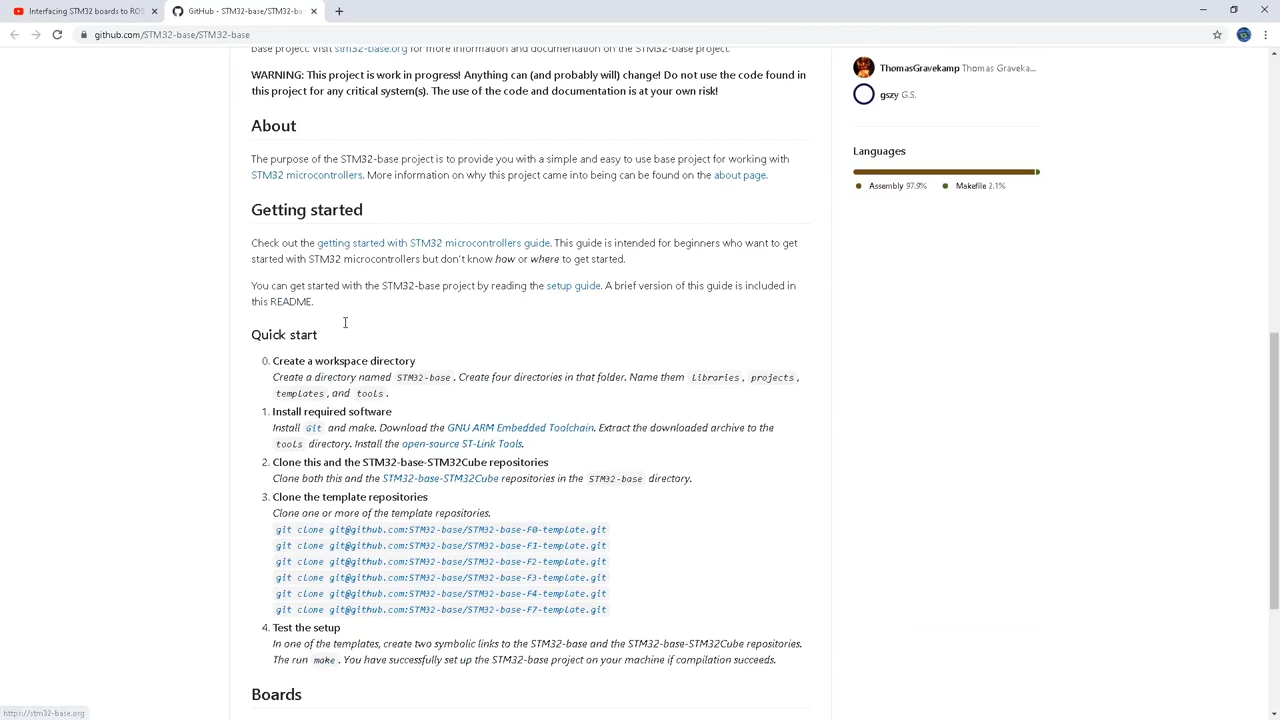 Interfacing STM32 boards to ROS
GitHub - STM32-base/STM32-ba
github.com/STM32-base/STM32-base
base project. Visit stm32-base.org for more information and documentation on the STM32-base project.
WARNING: This project is work in progress! Anything can (and probably will) change! Do not use the code found in
this project for any critical system(s). The use of the code and documentation is at your own risk!
About
The purpose of the STM32-base project is to provide you with a simple and easy to use base project for working with
STM32 microcontrollers. More information on why this project came into being can be found on the about page.
Getting started
Check out the getting started with STM32 microcontrollers guide. This guide is intended for beginners who want to get
started with STM32 microcontrollers but don't know how or where to get started.
You can get started with the STM32-base project by reading the setup guide. A brief version of this guide is included in
this README.
Quick start
0. Create a workspace directory
Create a directory named STM32-base. Create four directories in that folder. Name them libraries, projects,
templates, and tools.
1. Install required software
Install Git and make. Download the GNU ARM Embedded Toolchain. Extract the downloaded archive to the
tools directory. Install the open-source ST-Link Tools.
2. Clone this and the STM32-base-STM32Cube repositories
Clone both this and the STM32-base-STM32Cube repositories in the STM32-base directory.
3. Clone the template repositories
Clone one or more of the template repositories.
git clone git@github.com:STM32-base/STM32-base-F0-template.git
git clone git@github.com:STM32-base/STM32-base-F1-template.git
git clone git@github.com:STM32-base/STM32-base-F2-template.git
git clone git@github.com:STM32-base/STM32-base-F3-template.git
git clone git@github.com:STM32-base/STM32-base-F4-template.git
git clone git@github.com:STM32-base/STM32-base-F7-template.git
4. Test the setup
In one of the templates, create two symbolic links to the STM32-base and the STM32-base-STM32Cube repositories.
The run make. You have successfully set up the STM32-base project on your machine if compilation succeeds.
Boards
ThomasGravekamp Thomas Graveka...
gszy G.S.
Languages
Assembly 97.9% Makefile 2.1%
https://stm32-base.org